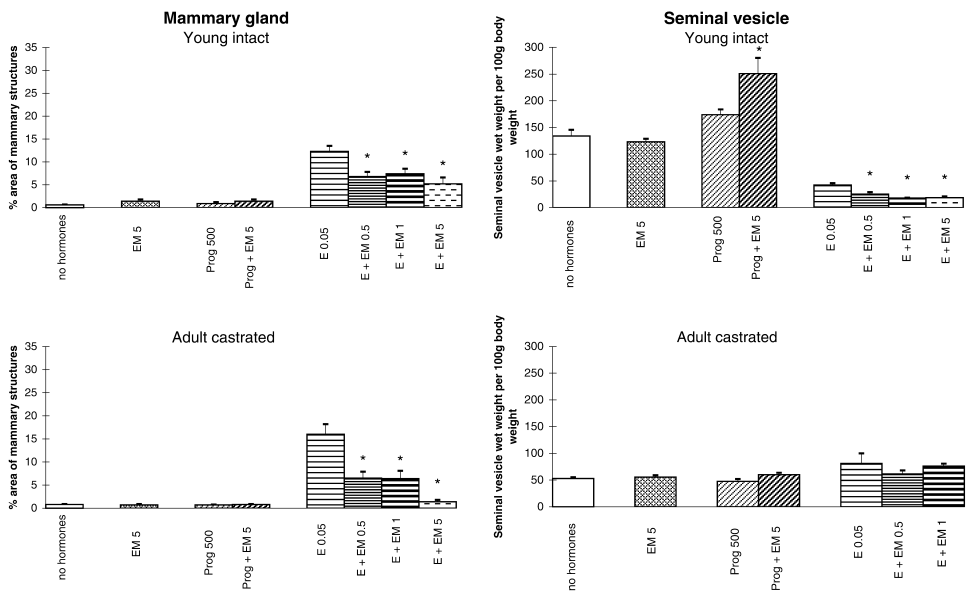 Mammary gland
Young intact
% area of mammary structures
35
30
25
20
15
10
5
0
no hormones
EM 5
Prog 500
Prog + EM 5
E 0.05
E + EM 0.5
E + EM 1
E + EM 5
*
*
*
Seminal vesicle
Young intact
Seminal vesicle wet weight per 100g body
weight
300
250
200
150
100
50
0
no hormones
EM 5
Prog 500
Prog + EM 5
E 0.05
E + EM 0.5
E + EM 1
E + EM 5
*
*
*
*
Adult castrated
% area of mammary structures
35
30
25
20
15
10
5
0
no hormones
EM 5
Prog 500
Prog + EM 5
E 0.05
E + EM 0.5
E + EM 1
E + EM 5
*
*
*
Adult castrated
Seminal vesicle wet weight per 100g body
weight
300
250
200
150
100
50
0
no hormones
EM 5
Prog 500
Prog + EM 5
E 0.05
E + EM 0.5
E + EM 1